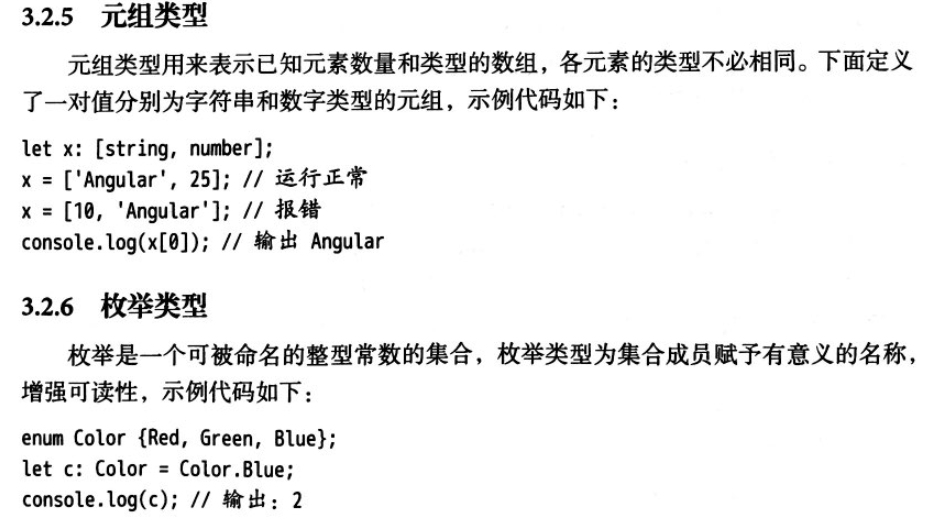 3.2.5 元组类型
元组类型用来表示已知元素数量和类型的数组，各元素的类型不必相同。下面定义
了一对值分别为字符串和数字类型的元组，示例代码如下：
let x: [string, number];
x = ['Angular', 25]; // 运行正常
x = [10, 'Angular']; // 报错
console.log(x[0]); // 输出 Angular
3.2.6 枚举类型
枚举是一个可被命名的整型常数的集合，枚举类型为集合成员赋予有意义的名称，
增强可读性，示例代码如下：
enum Color {Red, Green, Blue};
let c: Color = Color.Blue;
console.log(c); // 输出：2